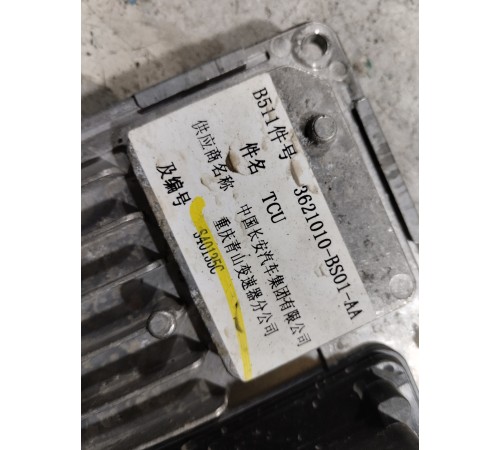 B511件号 3621010-BS01-AA
件名 TCU
供应商名称 中国长安汽车集团有限公司
重庆青山变速器分公司
及编号 S40135C